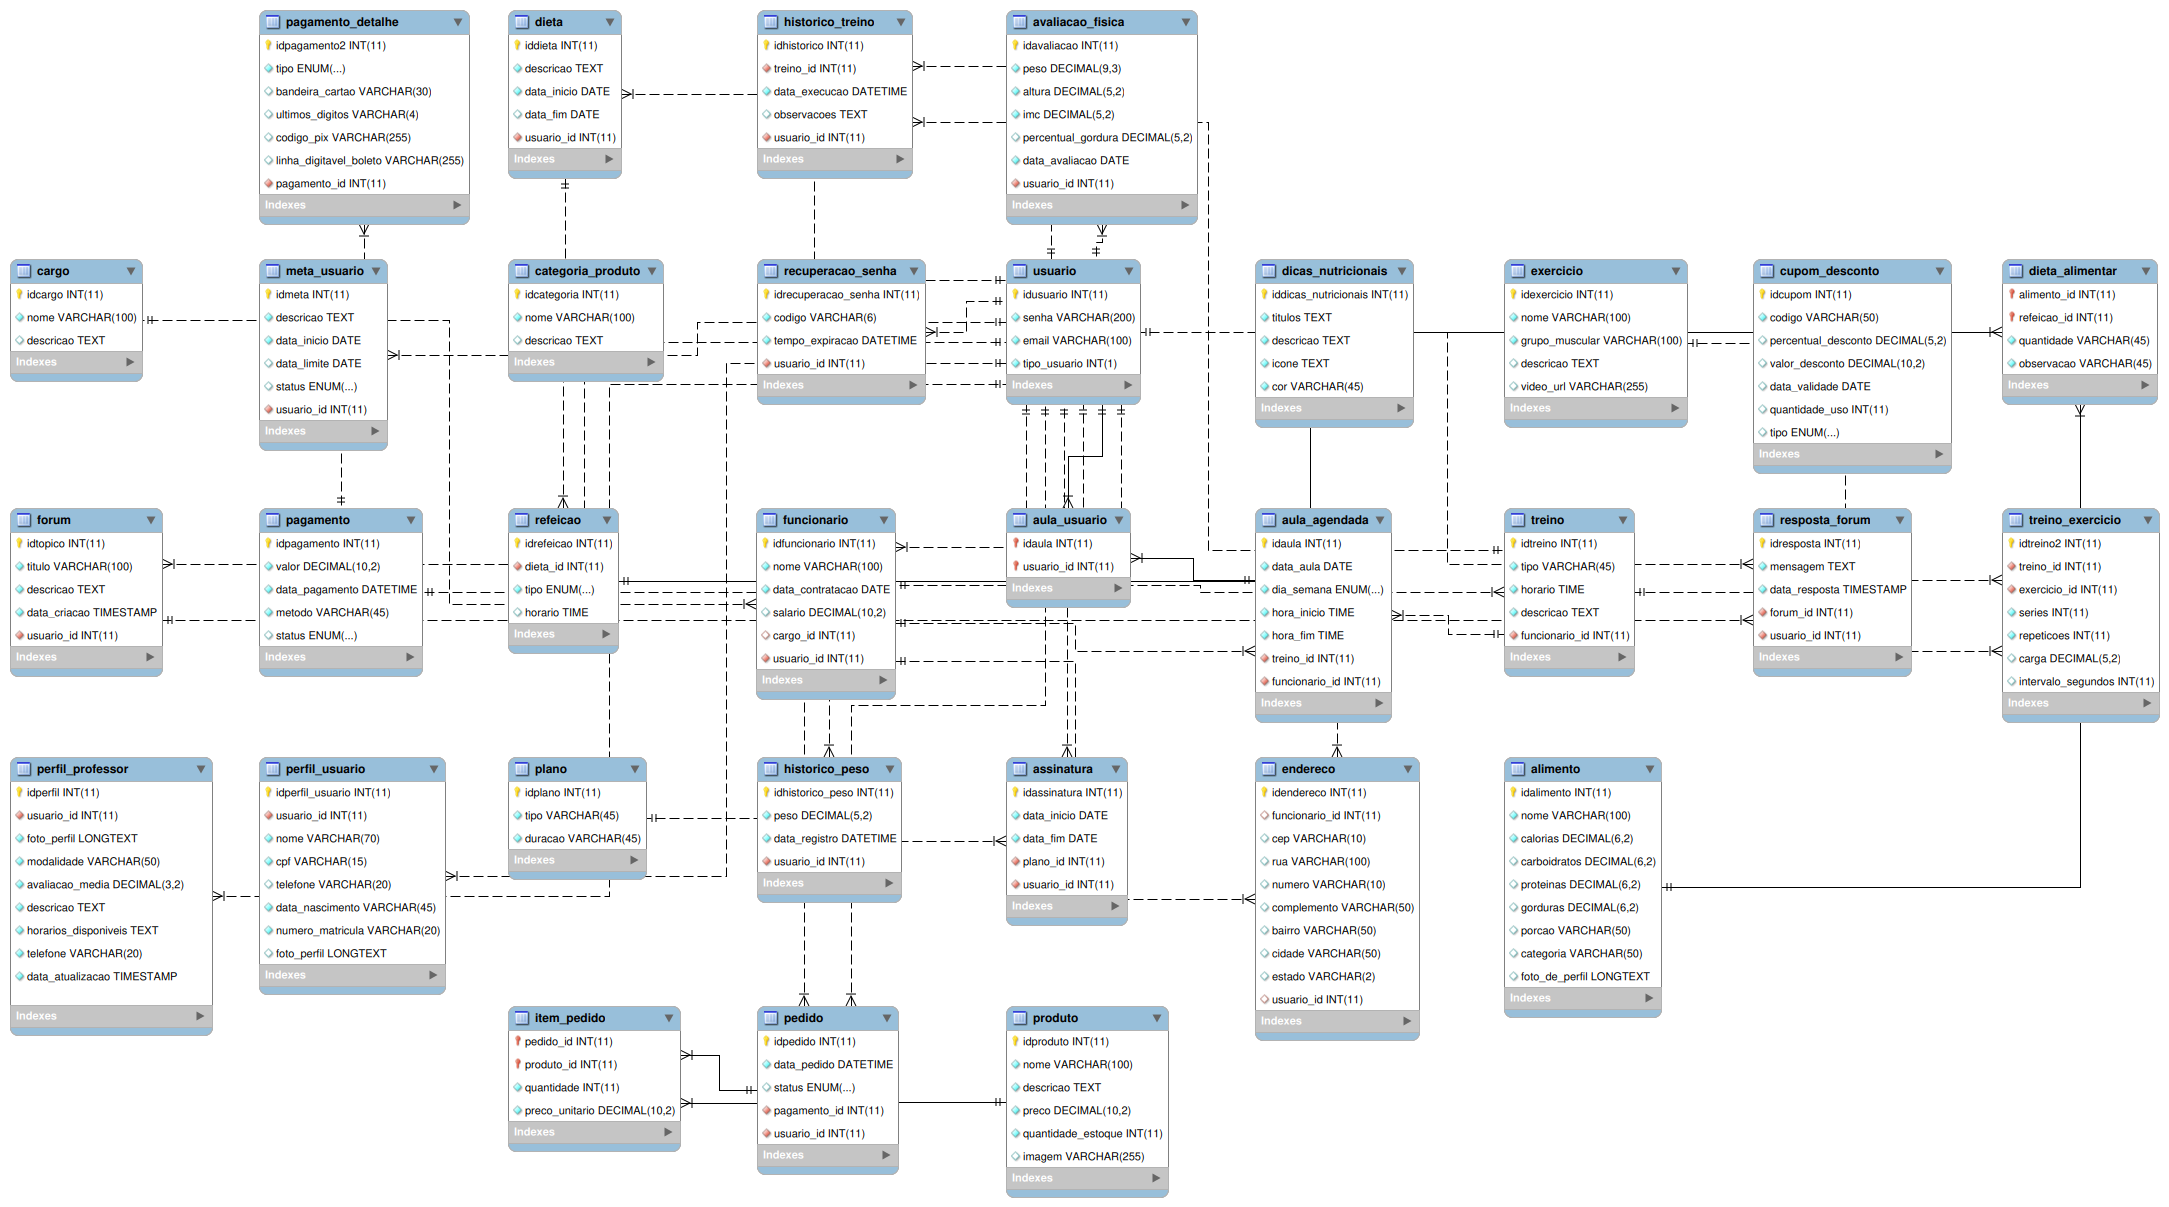 pagamento_detalhe
idpagamento2 INT(11)
tipo ENUM(...)
bandeira_cartao VARCHAR(30)
ultimos_digitos VARCHAR(4)
codigo_pix VARCHAR(255)
linha_digitavel_boleto VARCHAR(255)
pagamento_id INT(11)
Indexes
dieta
iddieta INT(11)
descricao TEXT
data_inicio DATE
data_fim DATE
usuario_id INT(11)
Indexes
historico_treino
idhistorico INT(11)
treino_id INT(11)
data_execucao DATETIME
observacoes TEXT
usuario_id INT(11)
Indexes
avaliacao_fisica
idavaliacao INT(11)
peso DECIMAL(9,3)
altura DECIMAL(5,2)
imc DECIMAL(5,2)
percentual_gordura DECIMAL(5,2)
data_avaliacao DATE
usuario_id INT(11)
Indexes
cargo
idcargo INT(11)
nome VARCHAR(100)
descricao TEXT
Indexes
meta_usuario
idmeta INT(11)
descricao TEXT
data_inicio DATE
data_limite DATE
status ENUM(...)
usuario_id INT(11)
Indexes
categoria_produto
idcategoria INT(11)
nome VARCHAR(100)
descricao TEXT
Indexes
recuperacao_senha
idrecuperacao_senha INT(11)
codigo VARCHAR(6)
tempo_expiracao DATETIME
usuario_id INT(11)
Indexes
usuario
idusuario INT(11)
senha VARCHAR(200)
email VARCHAR(100)
tipo_usuario INT(1)
Indexes
dicas_nutricionais
iddicas_nutricionais INT(11)
titulos TEXT
descricao TEXT
icone TEXT
cor VARCHAR(45)
Indexes
exercicio
idexercicio INT(11)
nome VARCHAR(100)
grupo_muscular VARCHAR(100)
descricao TEXT
video_url VARCHAR(255)
Indexes
cupom_desconto
idcupom INT(11)
codigo VARCHAR(50)
percentual_desconto DECIMAL(5,2)
valor_desconto DECIMAL(10,2)
data_validade DATE
quantidade_uso INT(11)
tipo ENUM(...)
Indexes
dieta_alimentar
alimento_id INT(11)
refeicao_id INT(11)
quantidade VARCHAR(45)
observacao VARCHAR(45)
Indexes
forum
idtopico INT(11)
titulo VARCHAR(100)
descricao TEXT
data_criacao TIMESTAMP
usuario_id INT(11)
Indexes
pagamento
idpagamento INT(11)
valor DECIMAL(10,2)
data_pagamento DATETIME
metodo VARCHAR(45)
status ENUM(...)
Indexes
refeicao
idrefeicao INT(11)
dieta_id INT(11)
tipo ENUM(...)
horario TIME
Indexes
funcionario
idfuncionario INT(11)
nome VARCHAR(100)
data_contratacao DATE
salario DECIMAL(10,2)
cargo_id INT(11)
usuario_id INT(11)
Indexes
aula_usuario
idaula INT(11)
usuario_id INT(11)
Indexes
aula_agendada
idaula INT(11)
data_aula DATE
dia_semana ENUM(...)
hora_inicio TIME
hora_fim TIME
treino_id INT(11)
funcionario_id INT(11)
Indexes
treino
idtreino INT(11)
tipo VARCHAR(45)
horario TIME
descricao TEXT
funcionario_id INT(11)
Indexes
resposta_forum
idresposta INT(11)
mensagem TEXT
data_resposta TIMESTAMP
forum_id INT(11)
usuario_id INT(11)
Indexes
treino_exercicio
idtreino2 INT(11)
treino_id INT(11)
exercicio_id INT(11)
series INT(11)
repeticoes INT(11)
carga DECIMAL(5,2)
intervalo_segundos INT(11)
Indexes
perfil_professor
idperfil INT(11)
usuario_id INT(11)
foto_perfil LONGTEXT
modalidade VARCHAR(50)
avaliacao_media DECIMAL(3,2)
descricao TEXT
horarios_disponiveis TEXT
telefone VARCHAR(20)
data_atualizacao TIMESTAMP
Indexes
perfil_usuario
idperfil_usuario INT(11)
usuario_id INT(11)
nome VARCHAR(70)
cpf VARCHAR(15)
telefone VARCHAR(20)
data_nascimento VARCHAR(45)
numero_matricula VARCHAR(20)
foto_perfil LONGTEXT
Indexes
plano
idplano INT(11)
tipo VARCHAR(45)
duracao VARCHAR(45)
Indexes
historico_peso
idhistorico_peso INT(11)
peso DECIMAL(5,2)
data_registro DATETIME
usuario_id INT(11)
Indexes
assinatura
idassinatura INT(11)
data_inicio DATE
data_fim DATE
plano_id INT(11)
usuario_id INT(11)
Indexes
endereco
idendereco INT(11)
funcionario_id INT(11)
cep VARCHAR(10)
rua VARCHAR(100)
numero VARCHAR(10)
complemento VARCHAR(50)
bairro VARCHAR(50)
cidade VARCHAR(50)
estado VARCHAR(2)
usuario_id INT(11)
Indexes
alimento
idalimento INT(11)
nome VARCHAR(100)
calorias DECIMAL(6,2)
carboidratos DECIMAL(6,2)
proteinas DECIMAL(6,2)
gorduras DECIMAL(6,2)
porcao VARCHAR(50)
categoria VARCHAR(50)
foto_de_perfil LONGTEXT
Indexes
item_pedido
pedido_id INT(11)
produto_id INT(11)
quantidade INT(11)
preco_unitario DECIMAL(10,2)
Indexes
pedido
idpedido INT(11)
data_pedido DATETIME
status ENUM(...)
pagamento_id INT(11)
usuario_id INT(11)
Indexes
produto
idproduto INT(11)
nome VARCHAR(100)
descricao TEXT
preco DECIMAL(10,2)
quantidade_estoque INT(11)
imagem VARCHAR(255)
Indexes